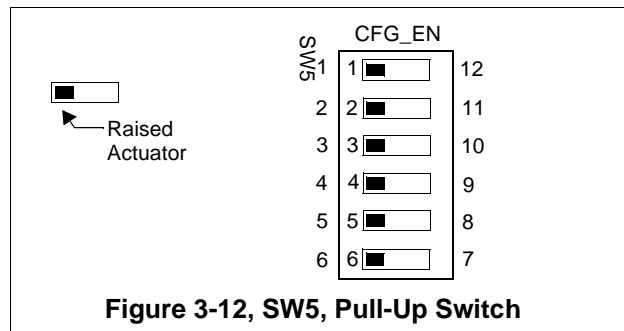 CFG_EN
SW5
1 1 12
2 2 11
3 3 10
4 4 9
5 5 8
6 6 7
Raised
Actuator
Figure 3-12, SW5, Pull-Up Switch